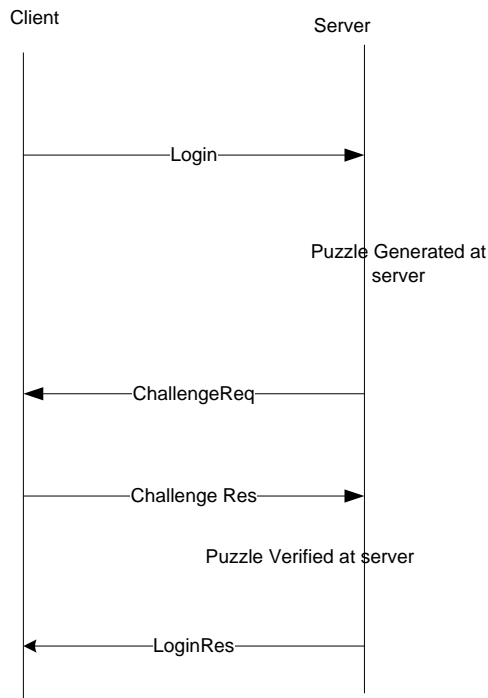 Client
Server
Login
Puzzle Generated at
server
ChallengeReq
Challenge Res
Puzzle Verified at server
LoginRes